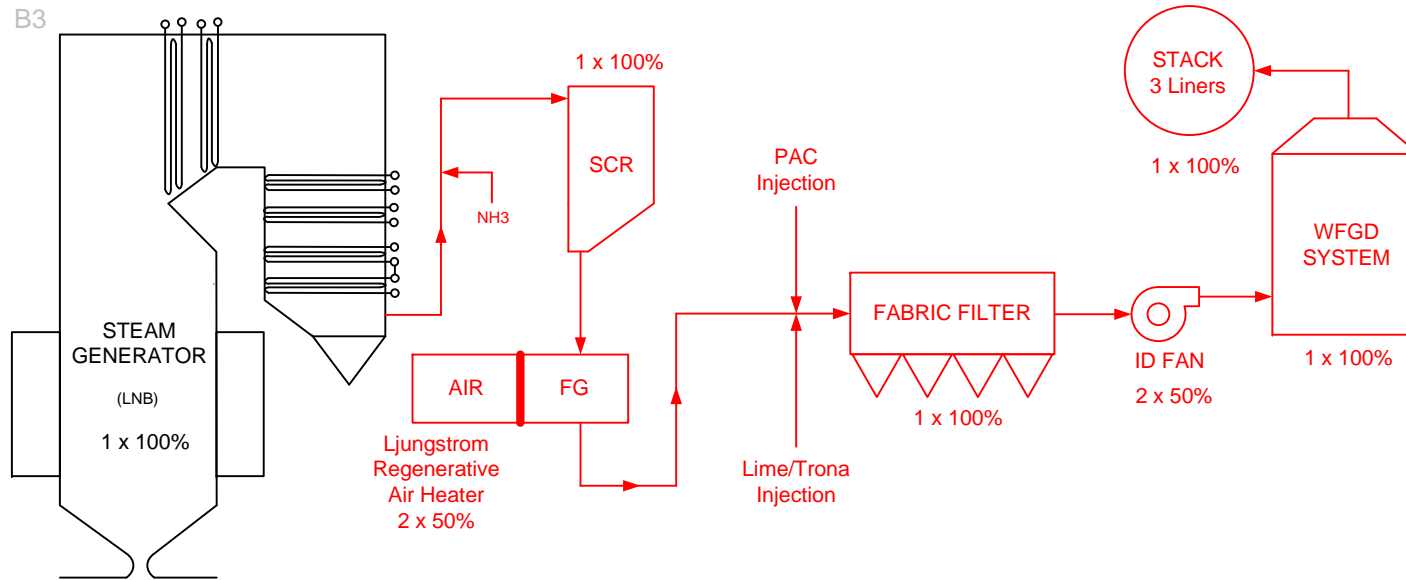 B3
STEAM
GENERATOR
(LNB)
1 x 100%
1 x 100%
SCR
NH3
AIR
FG
Ljungstrom
Regenerative
Air Heater
2 x 50%
PAC
Injection
Lime/Trona
Injection
FABRIC FILTER
1 x 100%
ID FAN
2 x 50%
STACK
3 Liners
1 x 100%
WFGD
SYSTEM
1 x 100%